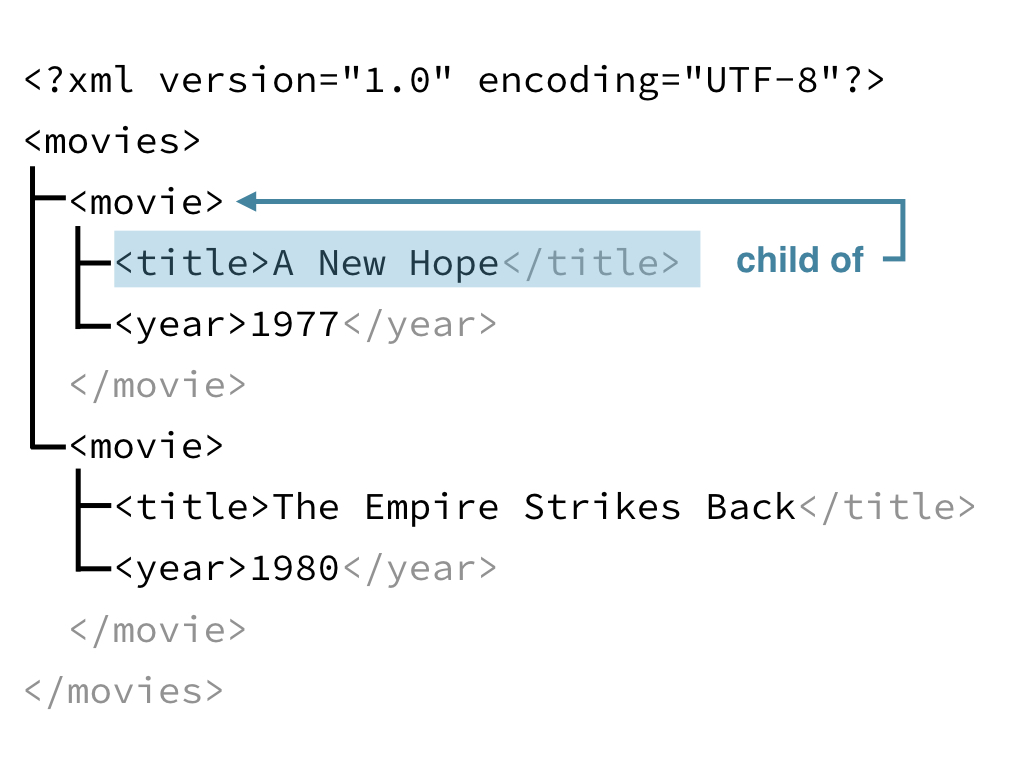 <?xml version="1.0" encoding="UTF-8"?>
<movies>
<movie>
<title>A New Hope</title> child of
<year>1977</year>
</movie>
<movie>
<title>The Empire Strikes Back</title>
<year>1980</year>
</movie>
</movies>